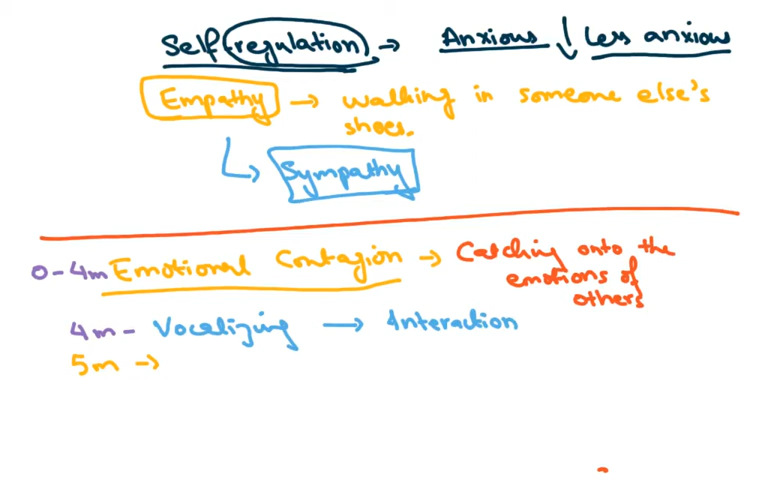 Self regulation → Anxious ↓ Less anxious
Empathy → walking in someone else's
shoes.
↳ Sympathy
0-4m Emotional Contagion → Catching onto the
emotions of
others
4m - Vocalizing → Interaction
5m →